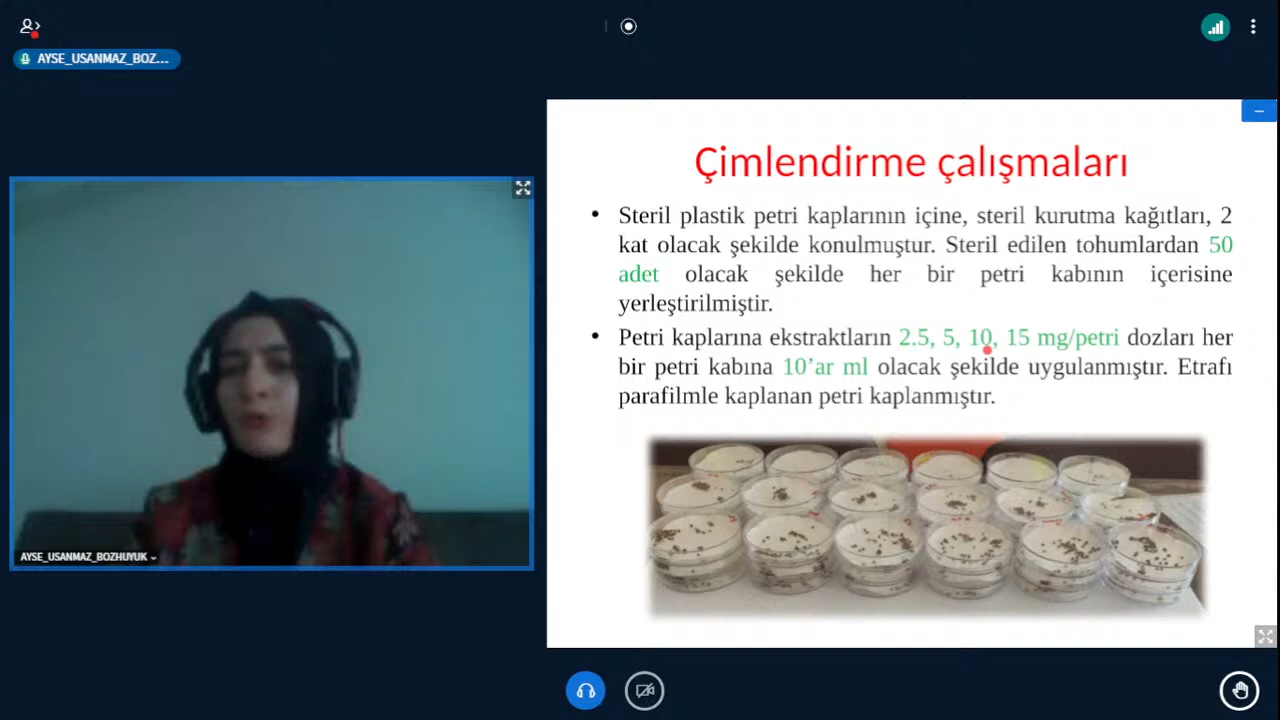 AYSE_USANMAZ_BOZ...
Çimlendirme çalışmaları
• Steril plastik petri kaplarının içine, steril kurutma kağıtları, 2
kat olacak şekilde konulmuştur. Steril edilen tohumlardan 50
adet olacak şekilde her bir petri kabının içerisine
yerleştirilmiştir.
• Petri kaplarına ekstraktların 2.5, 5, 10, 15 mg/petri dozları her
bir petri kabına 10’ar ml olacak şekilde uygulanmıştır. Etrafı
parafilmle kaplanan petri kaplanmıştır.
AYSE_USANMAZ_BOZHUYUK